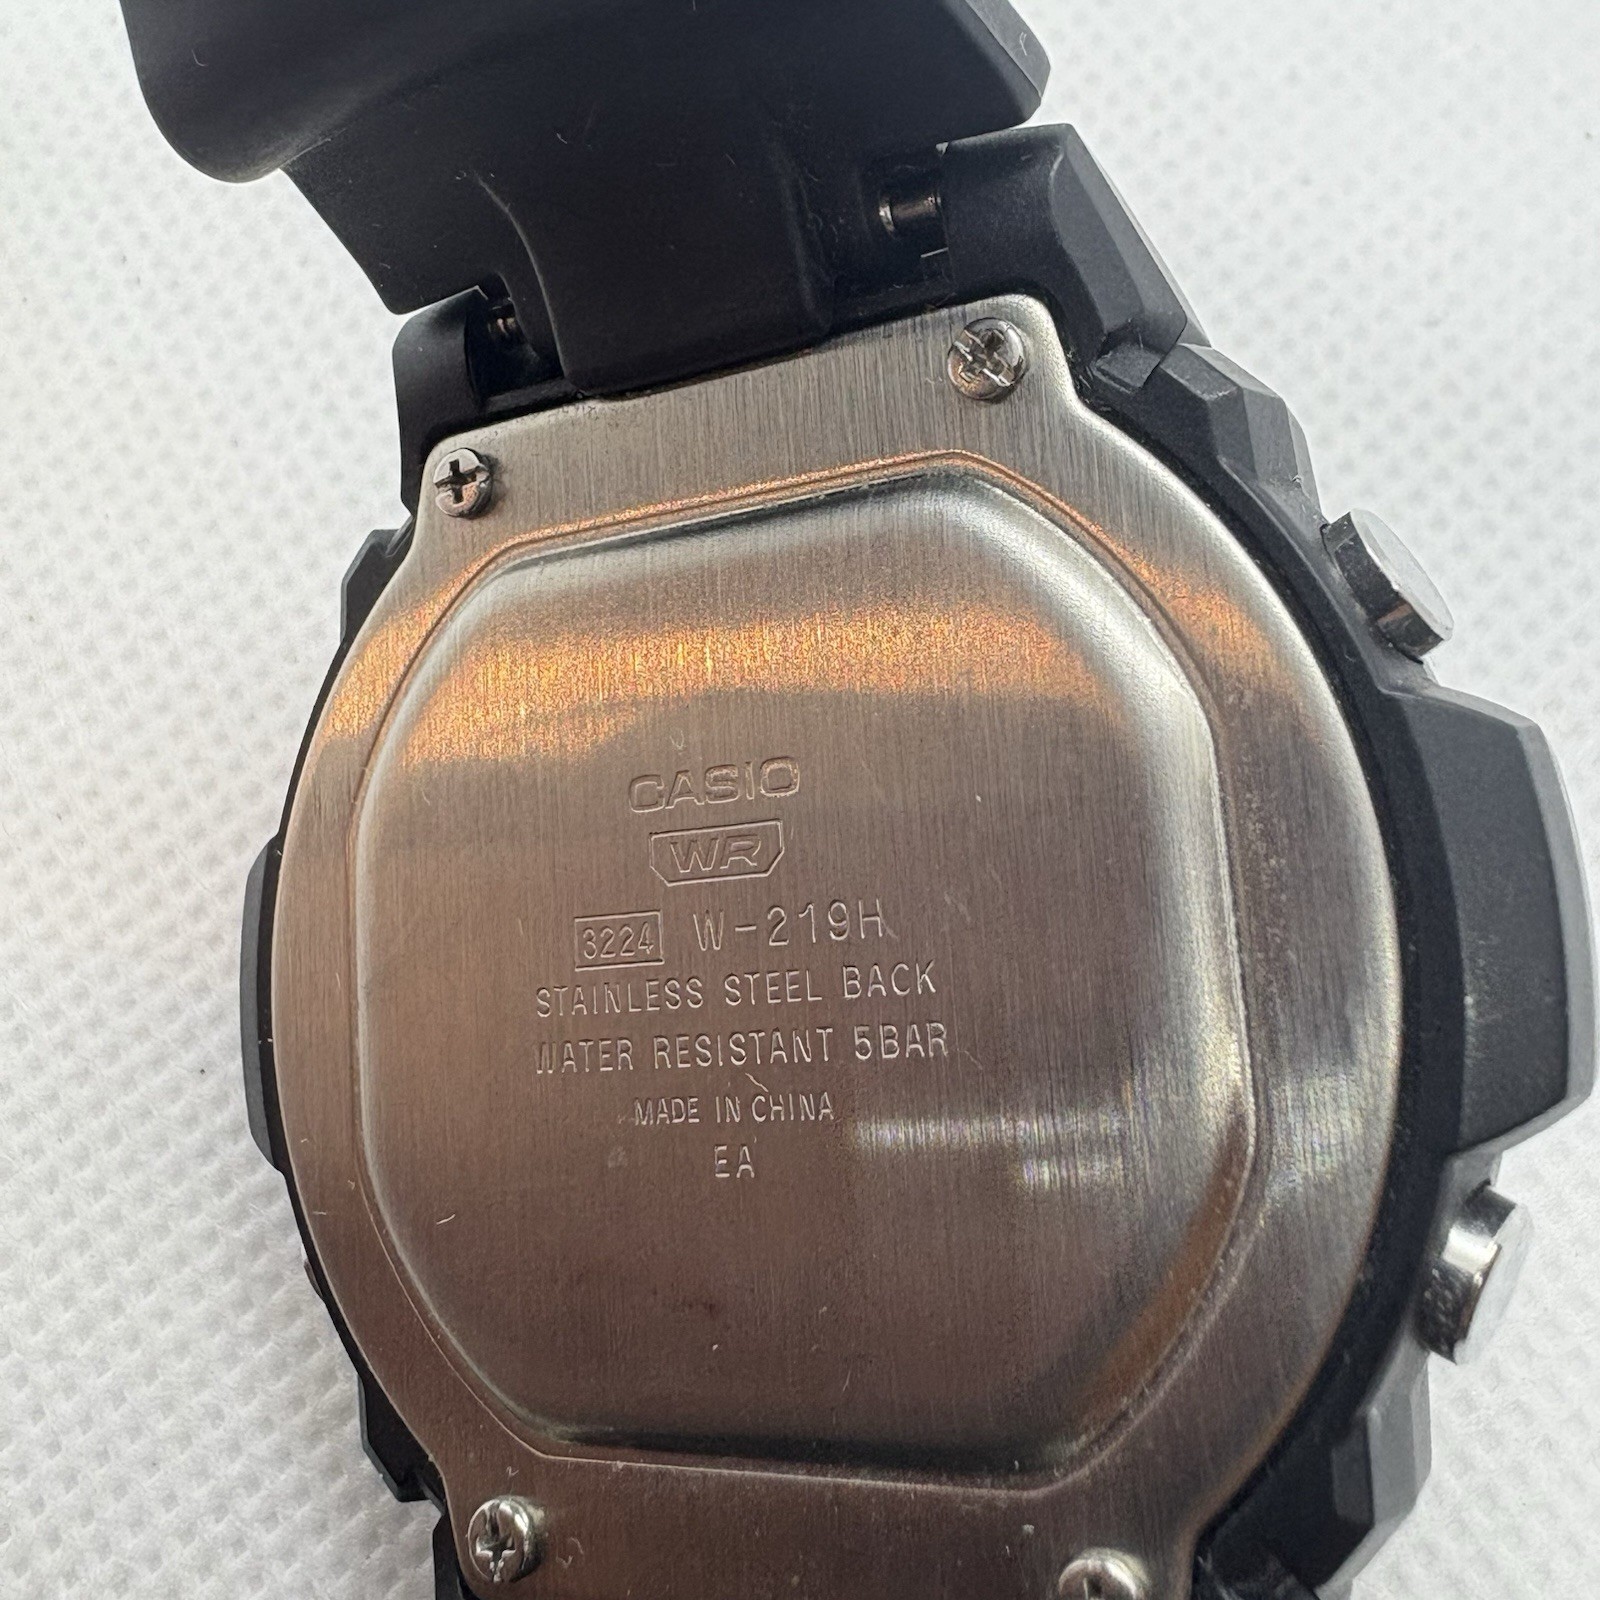 CASIO
WR
3224 W-219H
STAINLESS STEEL BACK
WATER RESISTANT 5BAR
MADE IN CHINA
EA